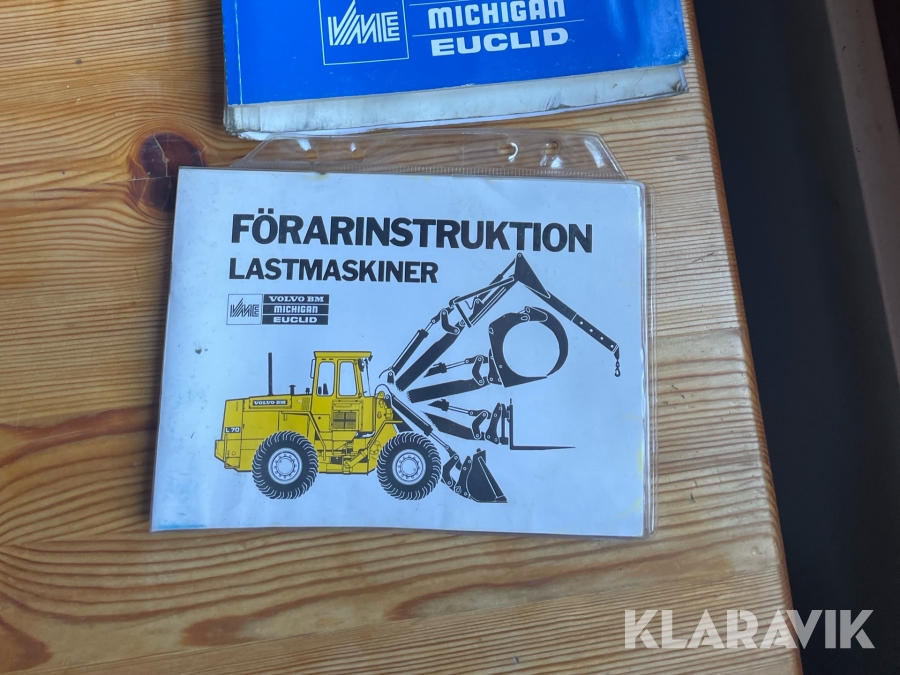 VME
MICHIGAN
EUCLID
FÖRARINSTRUKTION
LASTMASKINER
VME
VOLVO BM
MICHIGAN
EUCLID
VOLVO BM
L 70
KLARAVIK